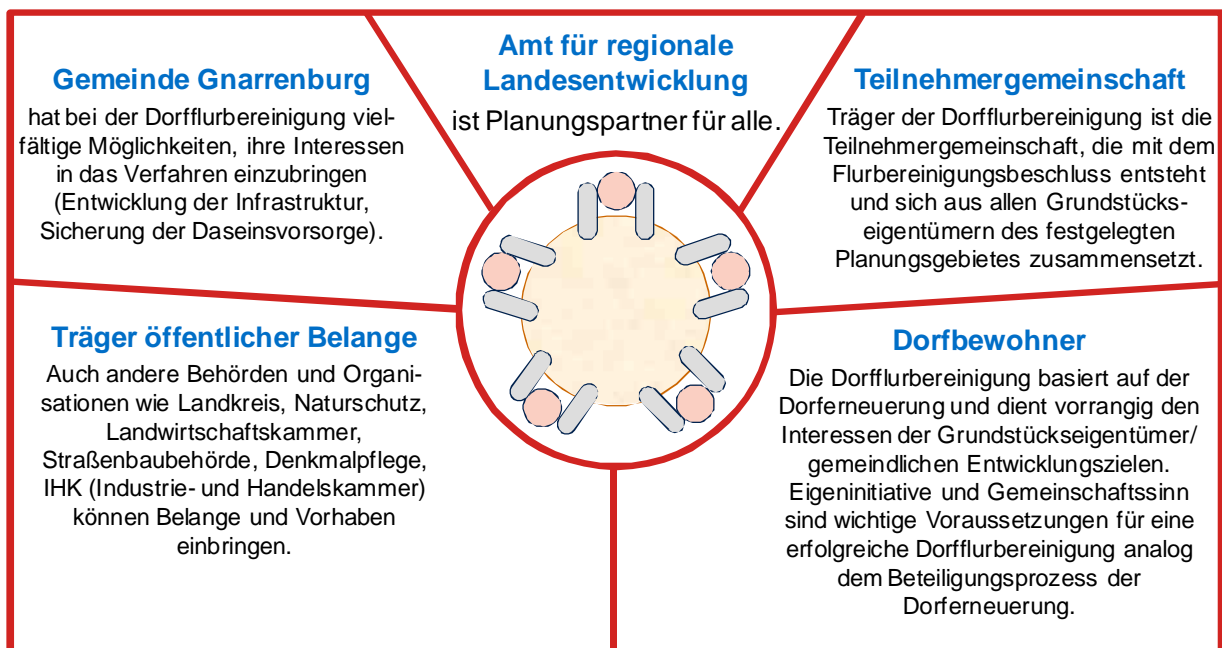 Gemeinde Gnarrenburg
hat bei der Dorfflurbereinigung viel-
fältige Möglichkeiten, ihre Interessen
in das Verfahren einzubringen
(Entwicklung der Infrastruktur,
Sicherung der Daseinsvorsorge).
Amt für regionale
Landesentwicklung
ist Planungspartner für alle.
Teilnehmergemeinschaft
Träger der Dorfflurbereinigung ist die
Teilnehmergemeinschaft, die mit dem
Flurbereinigungsbeschluss entsteht
und sich aus allen Grundstücks-
eigentümern des festgelegten
Planungsgebietes zusammensetzt.
Träger öffentlicher Belange
Auch andere Behörden und Organi-
sationen wie Landkreis, Naturschutz,
Landwirtschaftskammer,
Straßenbaubehörde, Denkmalpflege,
IHK (Industrie- und Handelskammer)
können Belange und Vorhaben
einbringen.
Dorfbewohner
Die Dorfflurbereinigung basiert auf der
Dorferneuerung und dient vorrangig den
Interessen der Grundstückseigentümer/
gemeindlichen Entwicklungszielen.
Eigeninitiative und Gemeinschaftssinn
sind wichtige Voraussetzungen für eine
erfolgreiche Dorfflurbereinigung analog
dem Beteiligungsprozess der
Dorferneuerung.